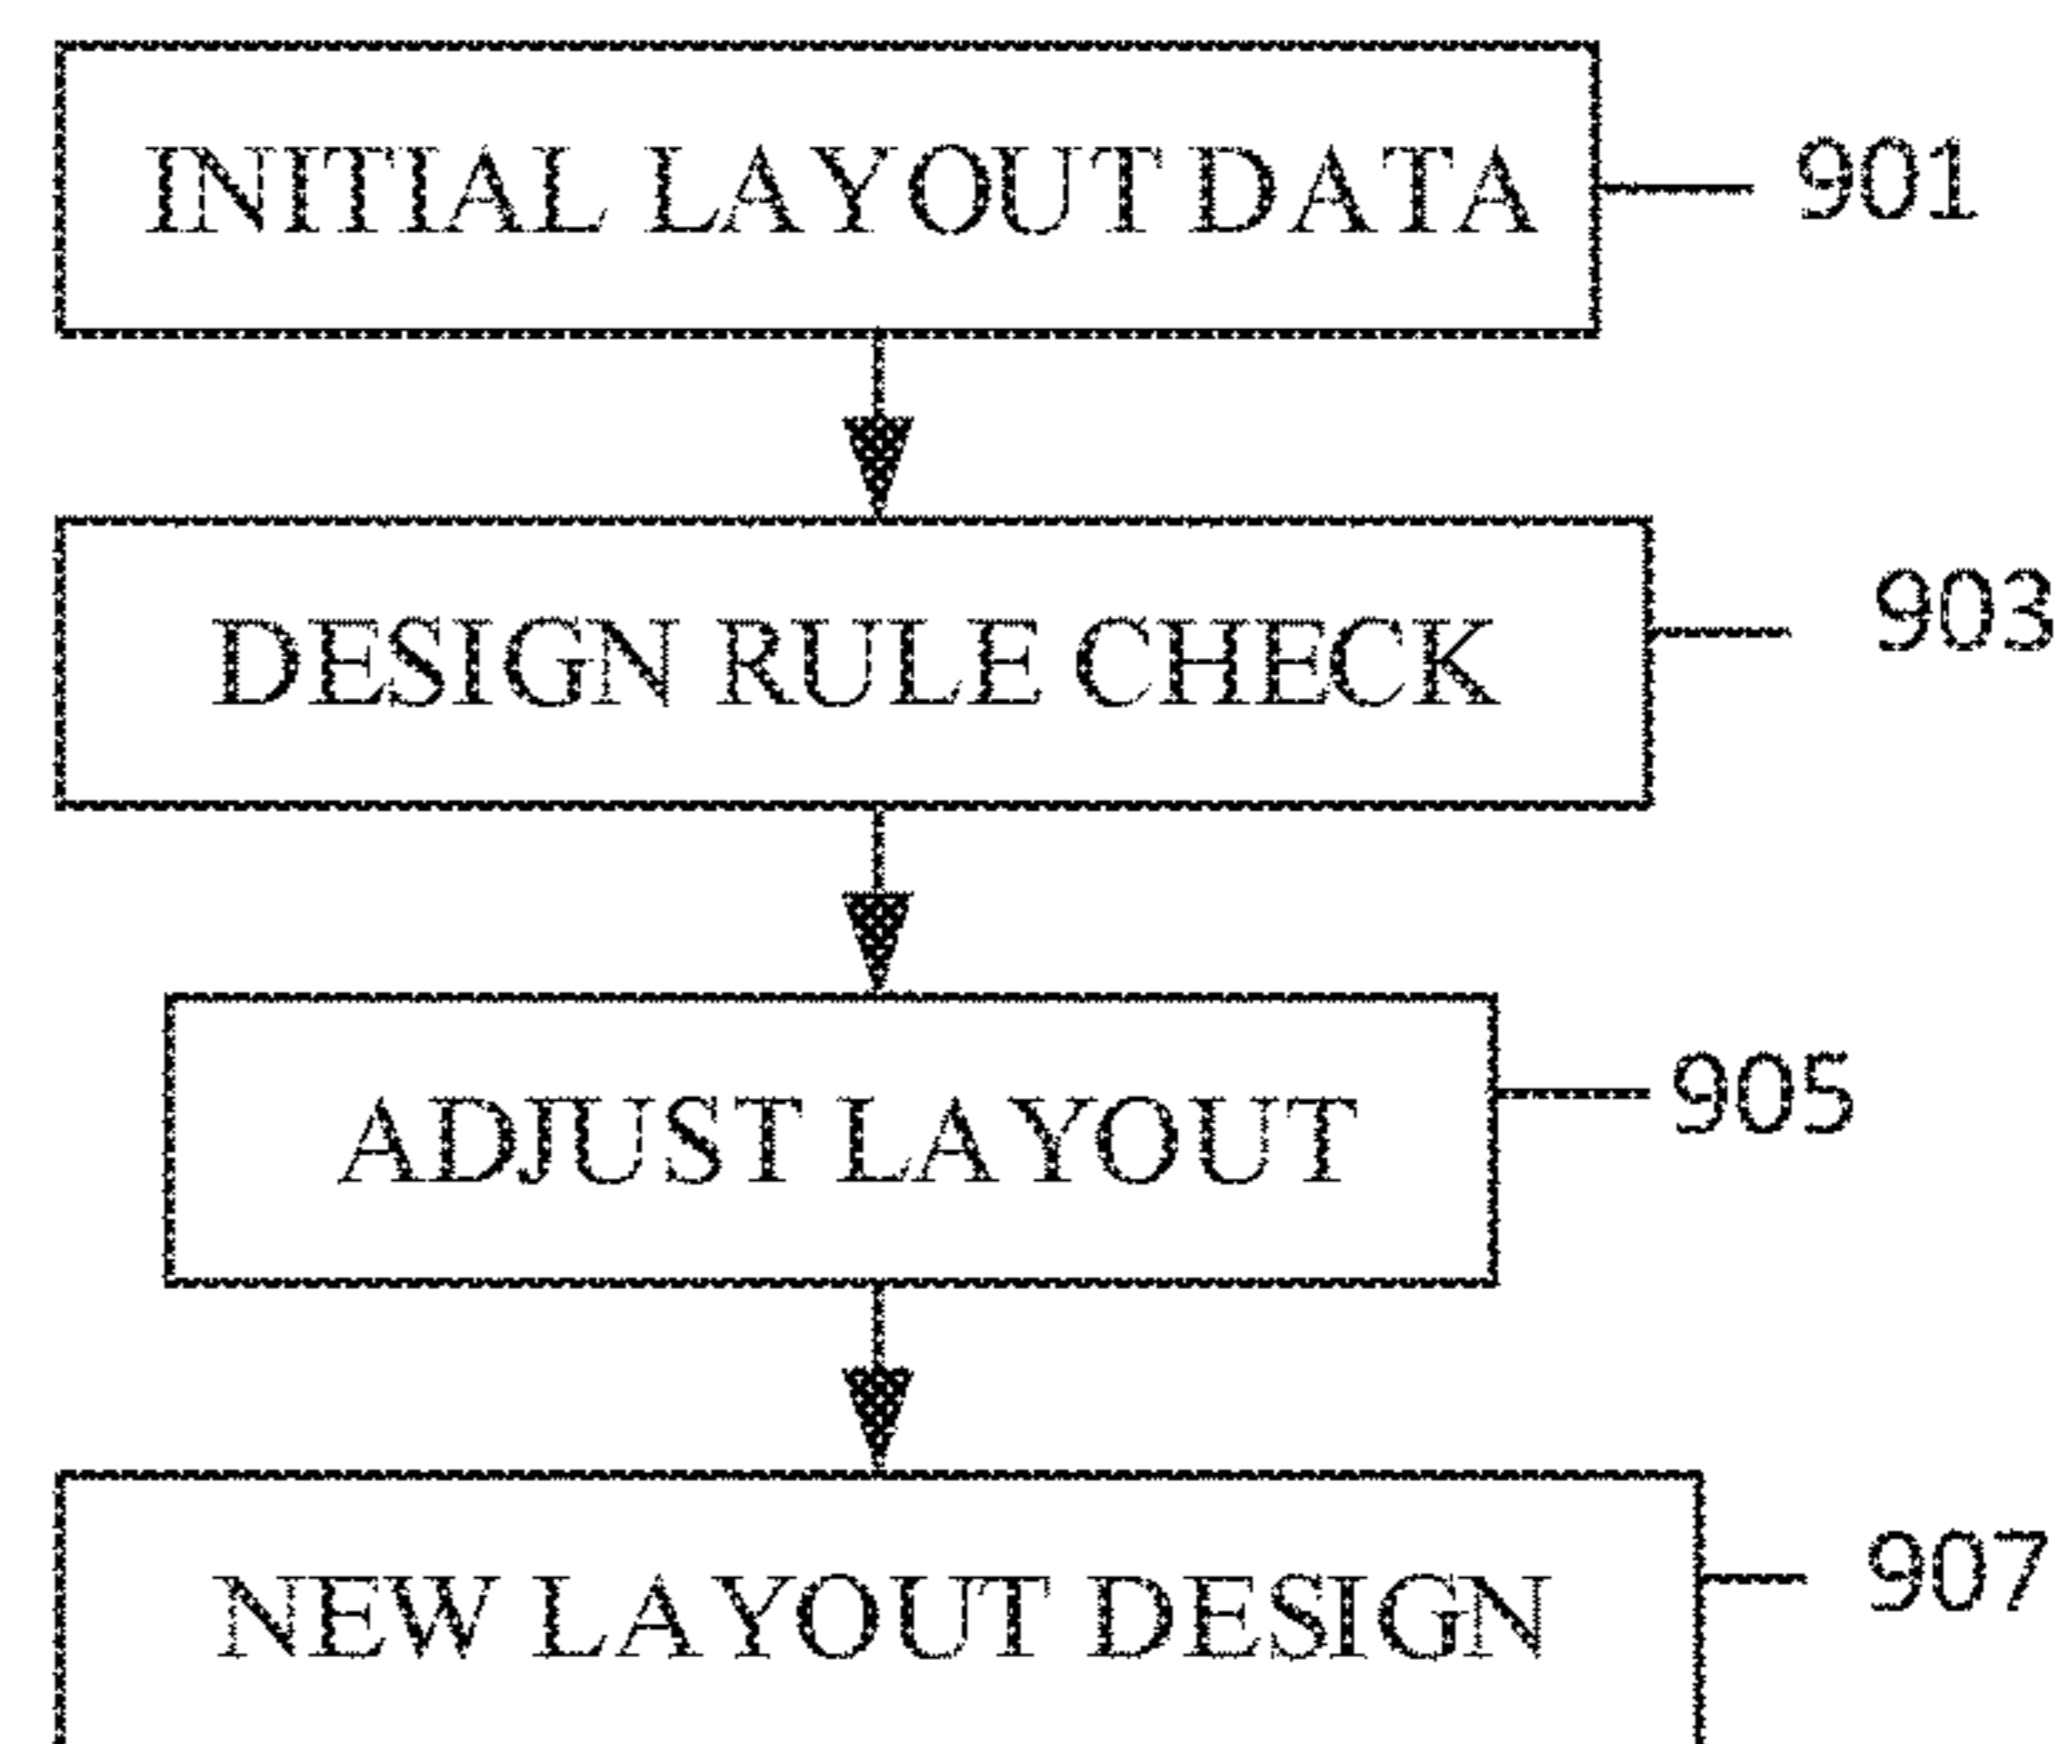 INITIAL LAYOUT DATA
901
DESIGN RULE CHECK
903
ADJUST LAYOUT
905
NEW LAYOUT DESIGN
907